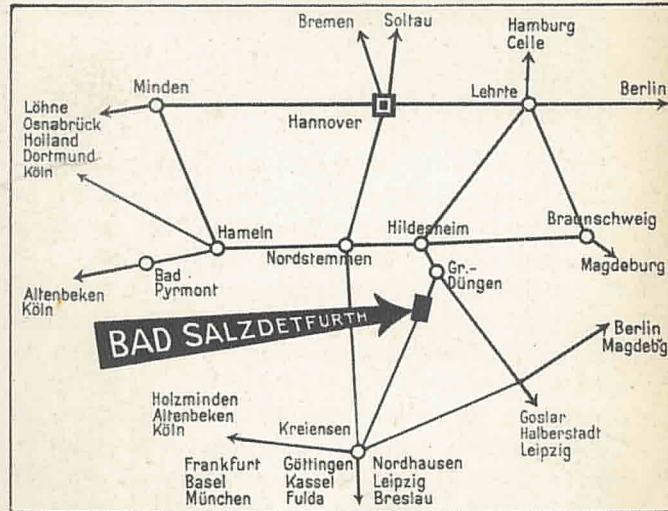 Bremen
Soltau
Hamburg
Celle
Minden
Lehrte
Berlin
Löhne
Osnabrück
Holland
Dortmund
Köln
Hannover
Hameln
Nordstemmen
Hildesheim
Braunschweig
Magdeburg
Bad
Pyrmont
Gr.-
Düngen
Altenbeken
Köln
BAD SALZDETFURTH
Berlin
Magdebg
Holzminden
Altenbeken
Köln
Kreiensen
Goslar
Halberstadt
Leipzig
Frankfurt
Basel
München
Göttingen
Kassel
Fulda
Nordhausen
Leipzig
Breslau